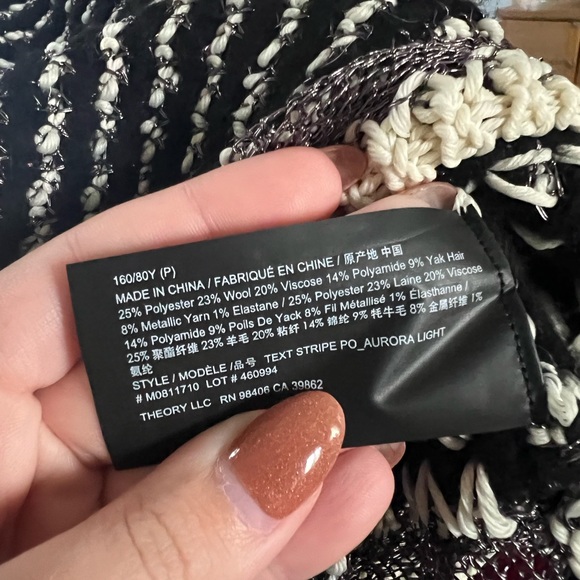 160/80Y (P)
MADE IN CHINA / FABRIQUÉ EN CHINE / 原产地 中国
25% Polyester 23% Wool 20% Viscose 14% Polyamide 9% Yak Hair
8% Metallic Yarn 1% Elastane / 25% Polyester 23% Laine 20% Viscose
14% Polyamide 9% Poils De Yack 8% Fil Métallisé 1% Élasthanne /
25% 聚酯纤维 23% 羊毛 20% 粘纤 14% 锦纶 9% 牦牛毛 8% 金属纤维 1%
氨纶
STYLE / MODÈLE /品号 TEXT STRIPE PO_AURORA LIGHT
# M0811710 LOT # 460994
THEORY LLC RN 98406 CA 39862